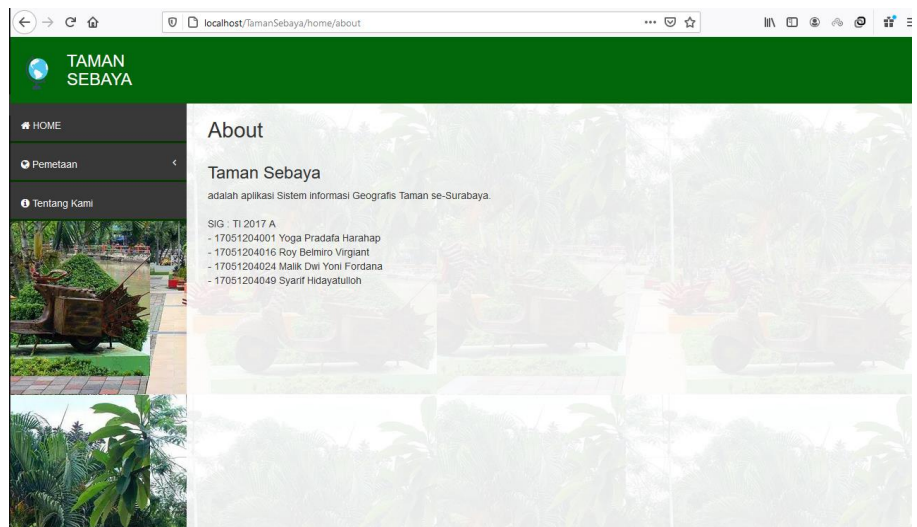 localhost/TamanSebaya/home/about
TAMAN
SEBAYA
HOME
Pemetaan
Tentang Kami
About
Taman Sebaya
adalah aplikasi Sistem informasi Geografis Taman se-Surabaya.
SIG : TI 2017 A
- 17051204001 Yoga Pradafa Harahap
- 17051204016 Roy Belmiro Virgiant
- 17051204024 Malik Dwi Yoni Fordana
- 17051204049 Syarif Hidayatulloh